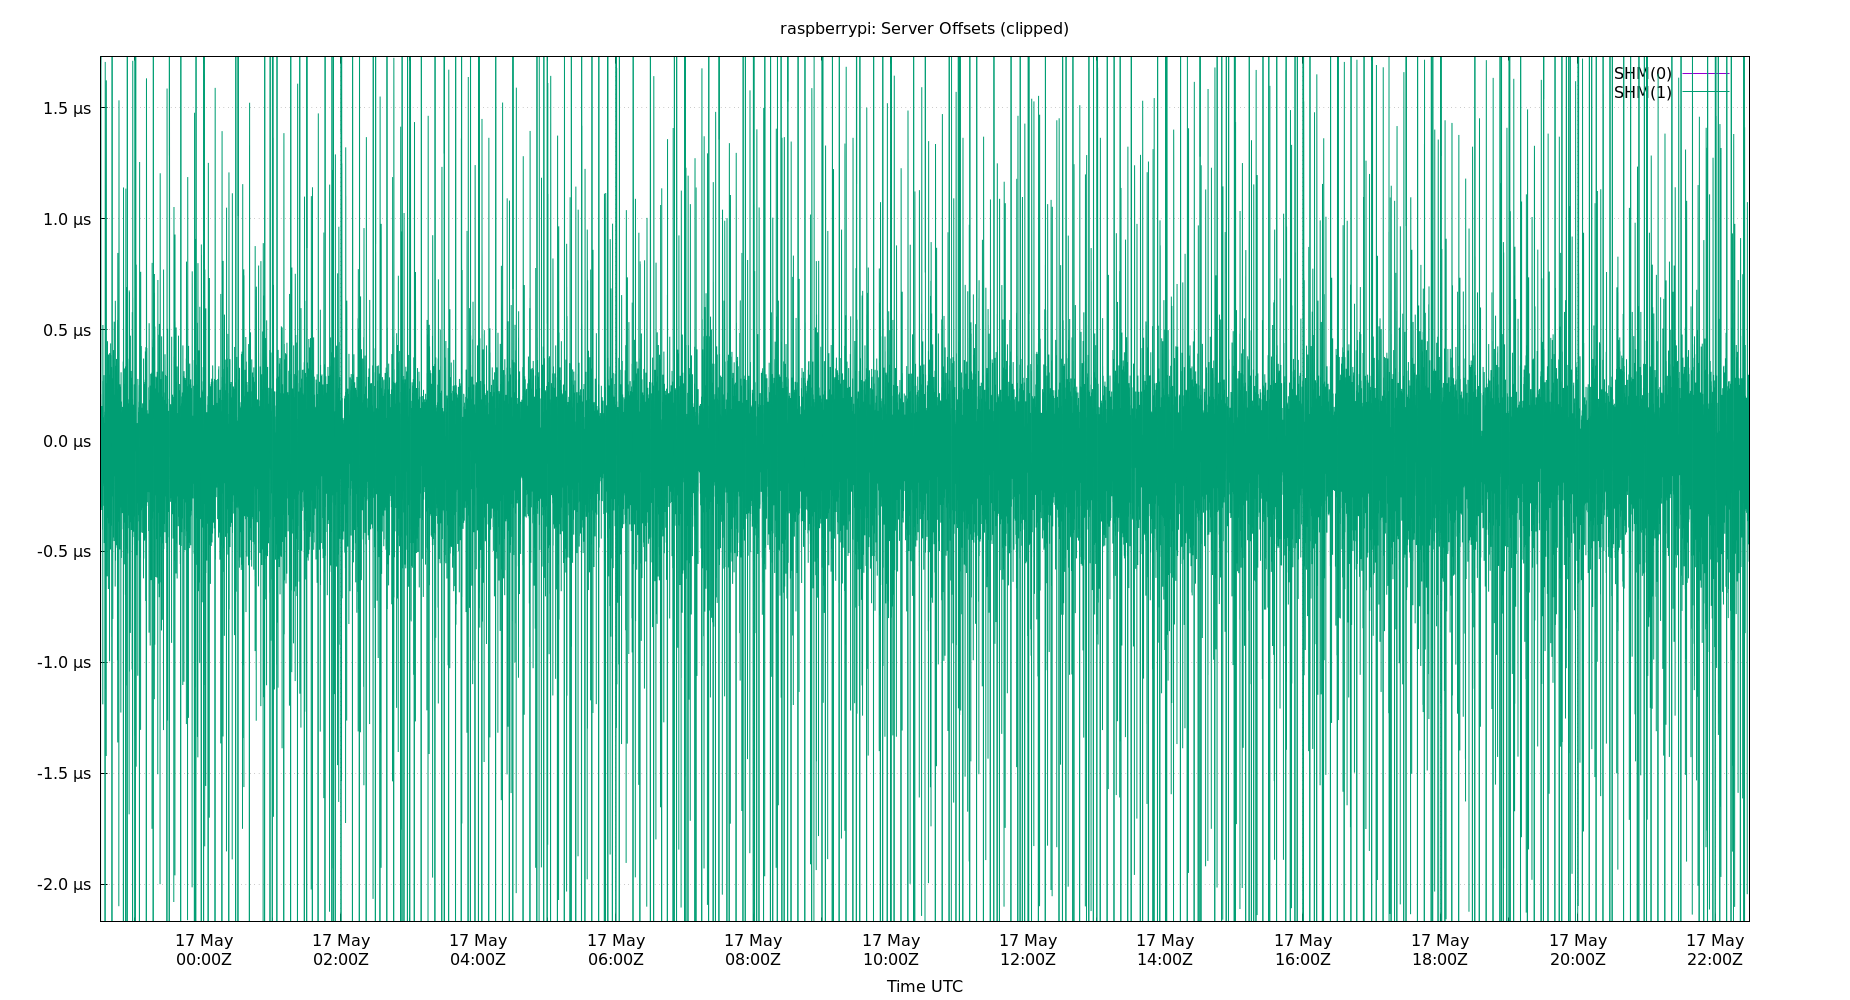 raspberrypi: Server Offsets (clipped)
SHM(0)
SHM(1)
1.5 µs
1.0 µs
0.5 µs
0.0 µs
-0.5 µs
-1.0 µs
-1.5 µs
-2.0 µs
17 May 17 May 17 May 17 May 17 May 17 May 17 May 17 May 17 May 17 May 17 May 17 May
00:00Z 02:00Z 04:00Z 06:00Z 08:00Z 10:00Z 12:00Z 14:00Z 16:00Z 18:00Z 20:00Z 22:00Z
Time UTC